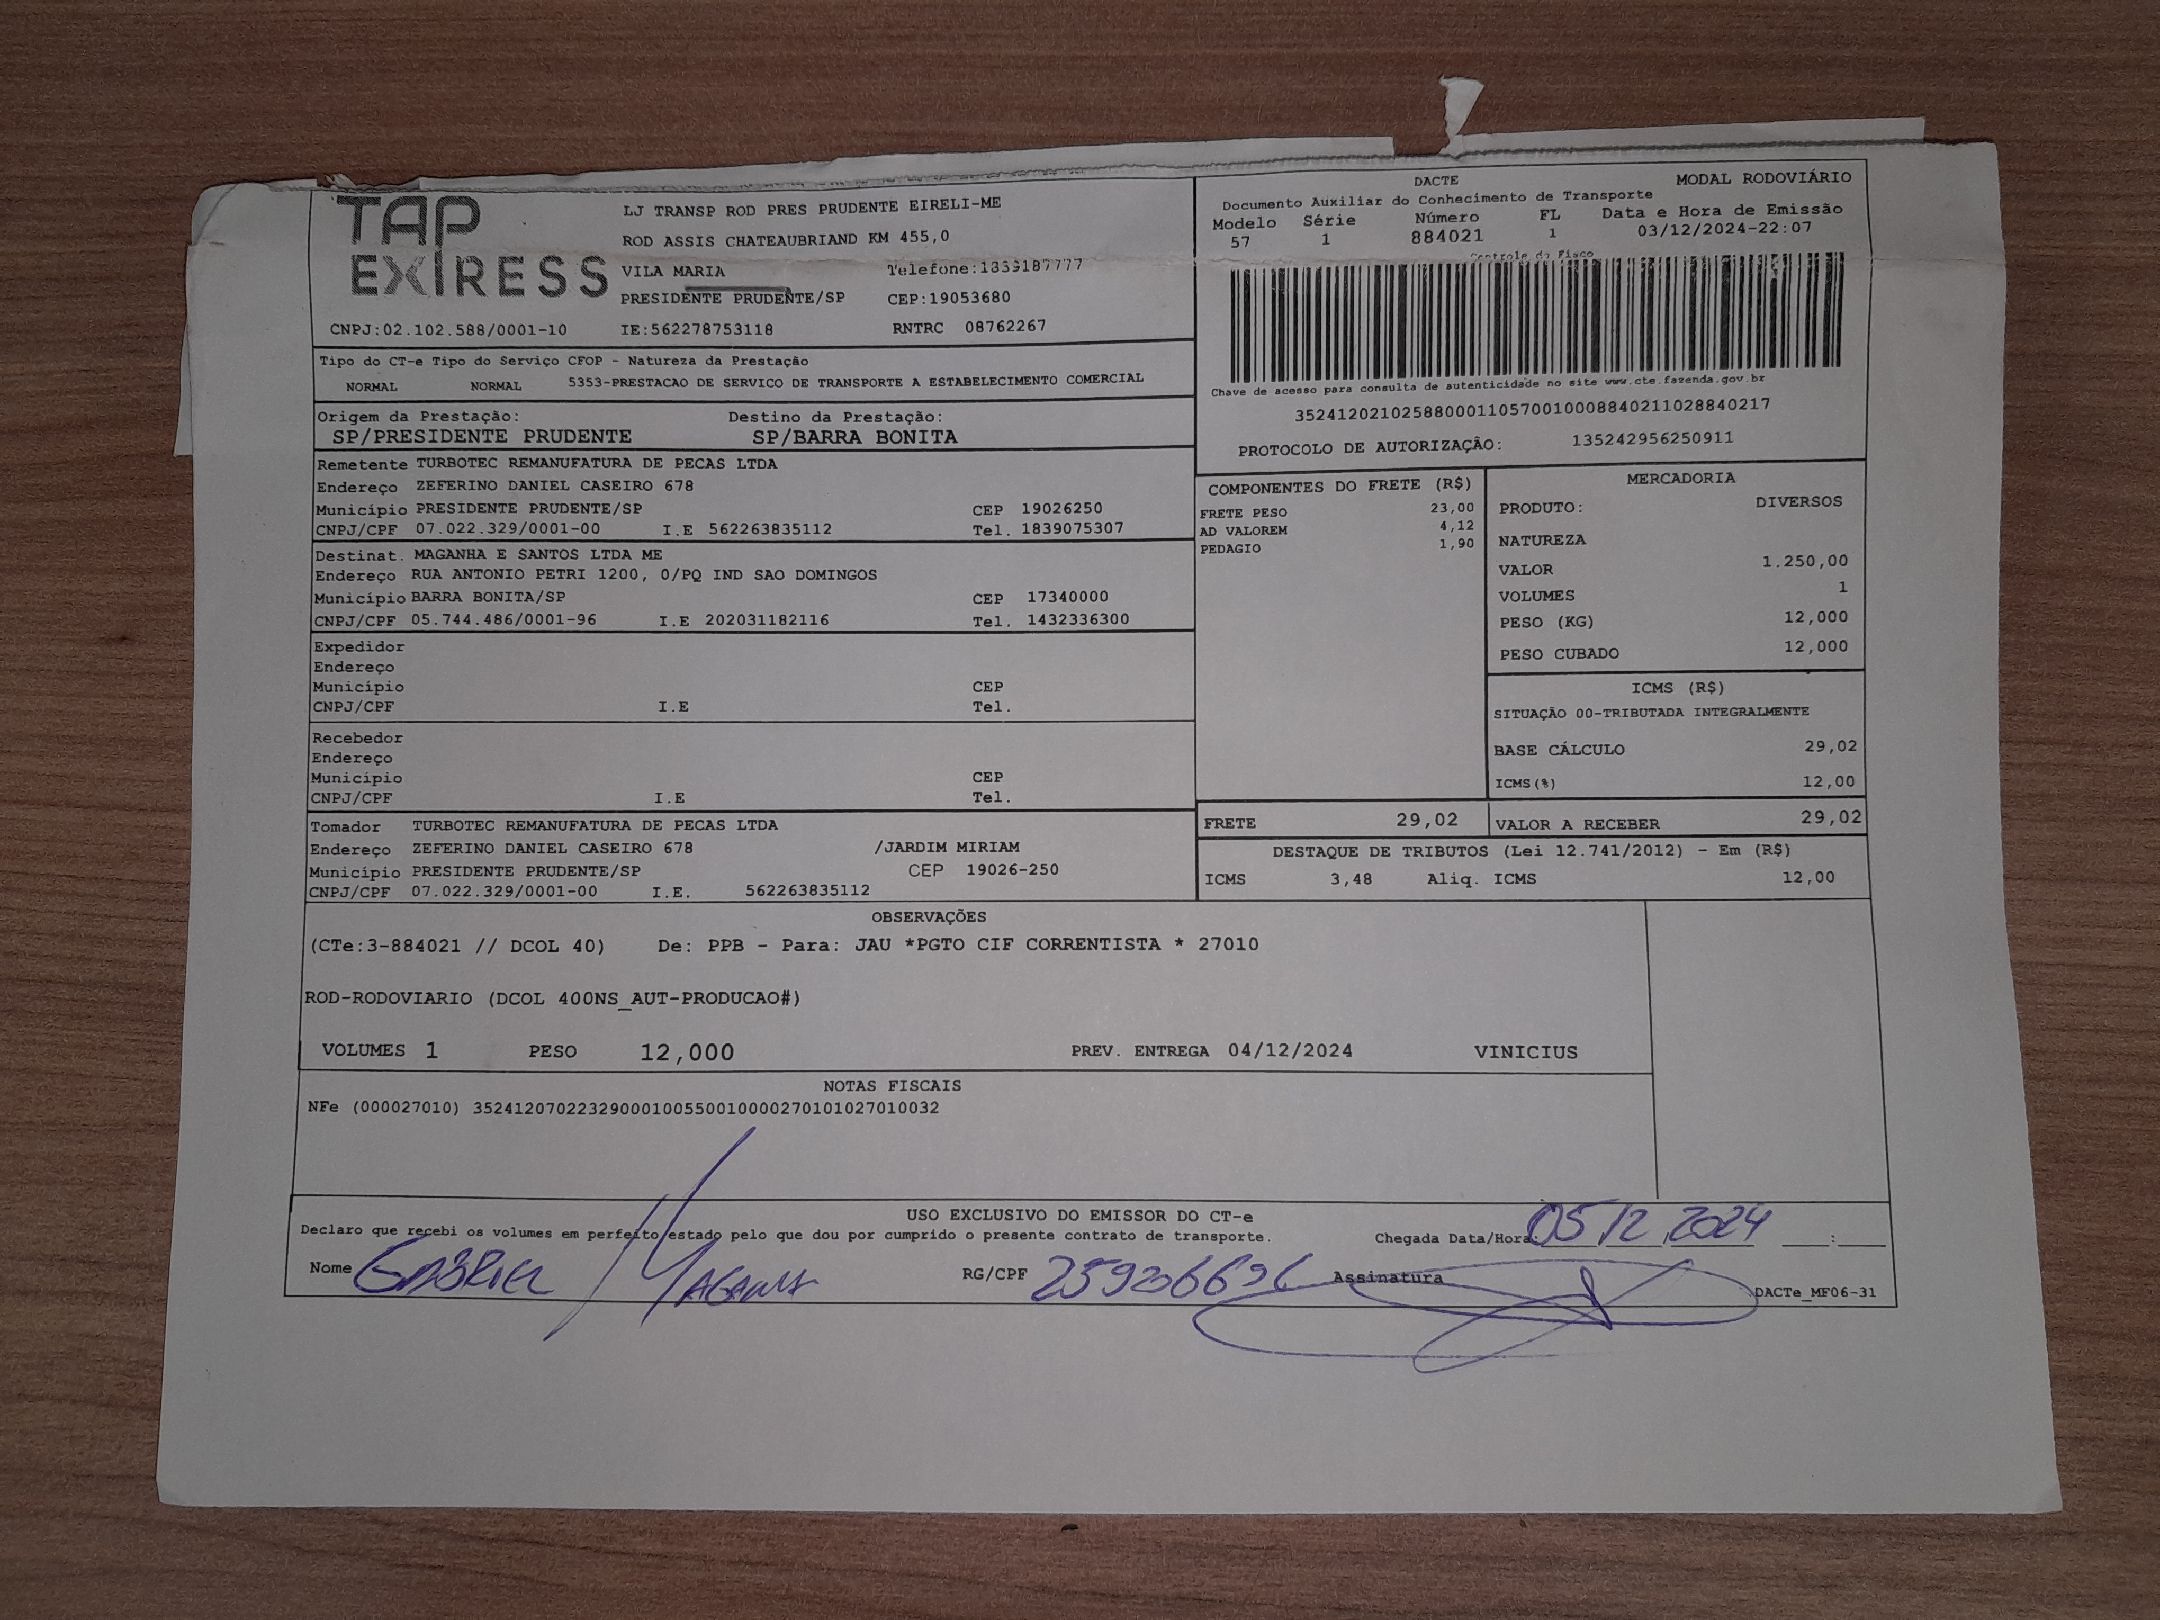 TAP
EXPRESS
LJ TRANSP ROD PRES PRUDENTE EIRELI-ME
ROD ASSIS CHATEAUBRIAND KM 455,0
VILA MARIA Telefone:1839187777
PRESIDENTE PRUDENTE/SP CEP:19053680
CNPJ:02.102.588/0001-10 IE:562278753118 RNTRC 08762267
DACTE MODAL RODOVIÁRIO
Documento Auxiliar do Conhecimento de Transporte
Modelo Série Número FL Data e Hora de Emissão
57 1 884021 1 03/12/2024-22:07
Controle do Fisco
Chave de acesso para consulta de autenticidade no site www.cte.fazenda.gov.br
35241202102588000110570010008840211028840217
PROTOCOLO DE AUTORIZAÇÃO: 135242956250911
Tipo do CT-e Tipo do Serviço CFOP - Natureza da Prestação
NORMAL NORMAL 5353-PRESTACAO DE SERVICO DE TRANSPORTE A ESTABELECIMENTO COMERCIAL
Origem da Prestação: Destino da Prestação:
SP/PRESIDENTE PRUDENTE SP/BARRA BONITA
Remetente TURBOTEC REMANUFATURA DE PECAS LTDA
Endereço ZEFERINO DANIEL CASEIRO 678
Município PRESIDENTE PRUDENTE/SP CEP 19026250
CNPJ/CPF 07.022.329/0001-00 I.E 562263835112 Tel. 1839075307
Destinat. MAGANHA E SANTOS LTDA ME
Endereço RUA ANTONIO PETRI 1200, 0/PQ IND SAO DOMINGOS
Município BARRA BONITA/SP CEP 17340000
CNPJ/CPF 05.744.486/0001-96 I.E 202031182116 Tel. 1432336300
Expedidor
Endereço
Município CEP
CNPJ/CPF I.E Tel.
Recebedor
Endereço
Município CEP
CNPJ/CPF I.E Tel.
Tomador TURBOTEC REMANUFATURA DE PECAS LTDA
Endereço ZEFERINO DANIEL CASEIRO 678 /JARDIM MIRIAM
Município PRESIDENTE PRUDENTE/SP CEP 19026-250
CNPJ/CPF 07.022.329/0001-00 I.E. 562263835112
COMPONENTES DO FRETE (R$)
FRETE PESO 23,00
AD VALOREM 4,12
PEDAGIO 1,90
MERCADORIA
PRODUTO: DIVERSOS
NATUREZA
VALOR 1.250,00
VOLUMES 1
PESO (KG) 12,000
PESO CUBADO 12,000
ICMS (R$)
SITUAÇÃO 00-TRIBUTADA INTEGRALMENTE
BASE CÁLCULO 29,02
ICMS(%) 12,00
FRETE 29,02 VALOR A RECEBER 29,02
DESTAQUE DE TRIBUTOS (Lei 12.741/2012) - Em (R$)
ICMS 3,48 Aliq. ICMS 12,00
OBSERVAÇÕES
(CTe:3-884021 // DCOL 40) De: PPB - Para: JAU *PGTO CIF CORRENTISTA * 27010
ROD-RODOVIARIO (DCOL 400NS_AUT-PRODUCAO#)
VOLUMES 1 PESO 12,000 PREV. ENTREGA 04/12/2024 VINICIUS
NOTAS FISCAIS
NFe (000027010) 35241207022329000100550010000270101027010032
USO EXCLUSIVO DO EMISSOR DO CT-e
Declaro que recebi os volumes em perfeito estado pelo que dou por cumprido o presente contrato de transporte. Chegada Data/Hora: 05 12 2024 :
Nome GABRIEL MAGANHA RG/CPF Assinatura
DACTe_MF06-31